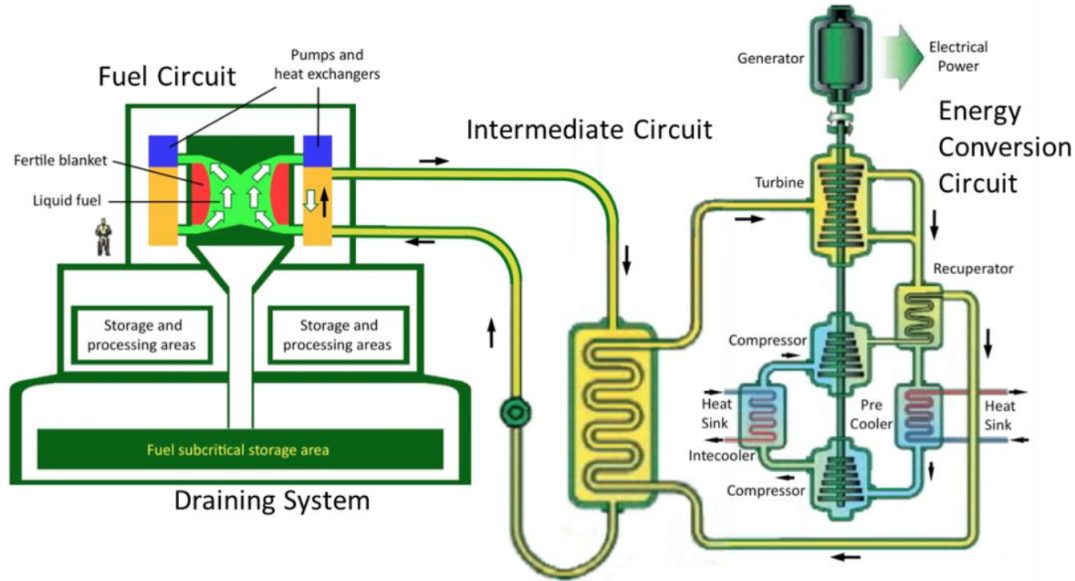 Fuel Circuit
Pumps and
heat exchangers
Fertile blanket
Liquid fuel
Storage and
processing areas
Storage and
processing areas
Fuel subcritical storage area
Draining System
Intermediate Circuit
Generator
Electrical
Power
Energy
Conversion
Circuit
Turbine
Recuperator
Compressor
Heat
Sink
Intecooler
Pre
Cooler
Heat
Sink
Compressor